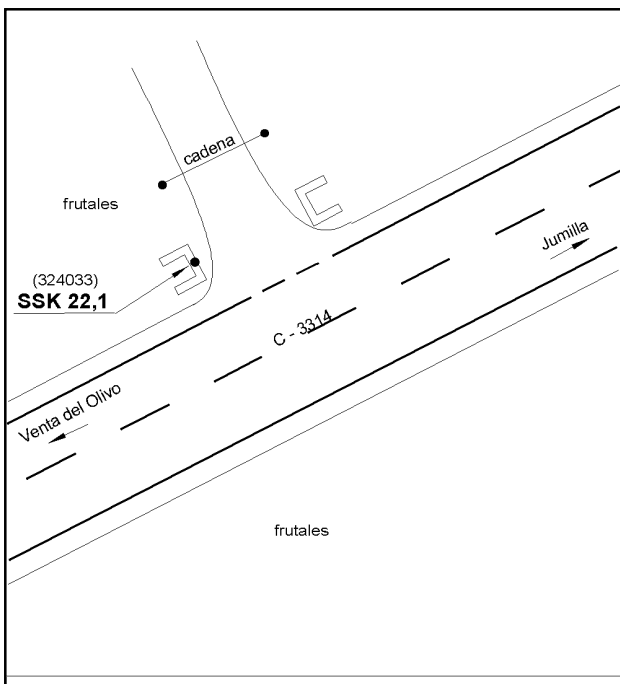 cadena
frutales
Jumilla
(324033)
SSK 22,1
C - 3314
Venta del Olivo
frutales